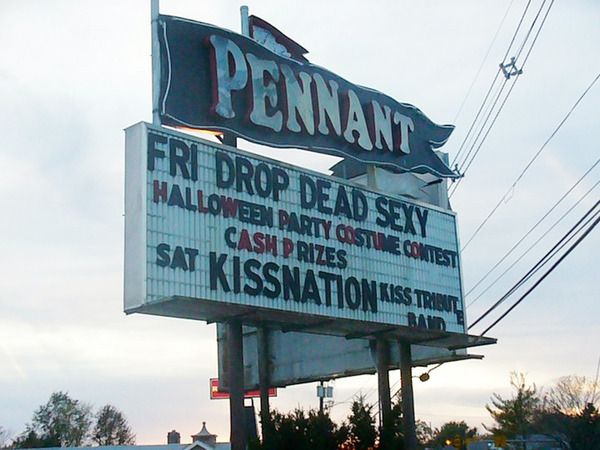 PENNANT
FRI DROP DEAD SEXY
HALLOWEEN PARTY COSTUME CONTEST
CASH PRIZES
SAT KISSNATION KISS TRIBUTE
BAND